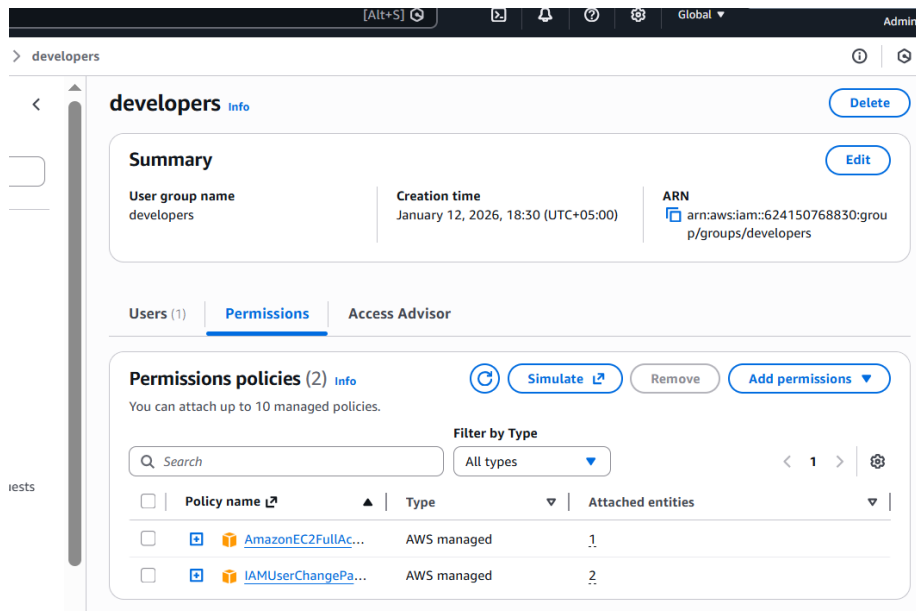 [Alt+S]
Global ▼
Admin
> developers
developers Info
Delete
Summary
Edit
User group name
developers
Creation time
January 12, 2026, 18:30 (UTC+05:00)
ARN
arn:aws:iam::624150768830:grou
p/groups/developers
Users (1)
Permissions
Access Advisor
Permissions policies (2) Info
Simulate
Remove
Add permissions ▼
You can attach up to 10 managed policies.
Filter by Type
Search
All types
1
uests
Policy name
Type
Attached entities
AmazonEC2FullAc...
AWS managed
1
IAMUserChangePa...
AWS managed
2